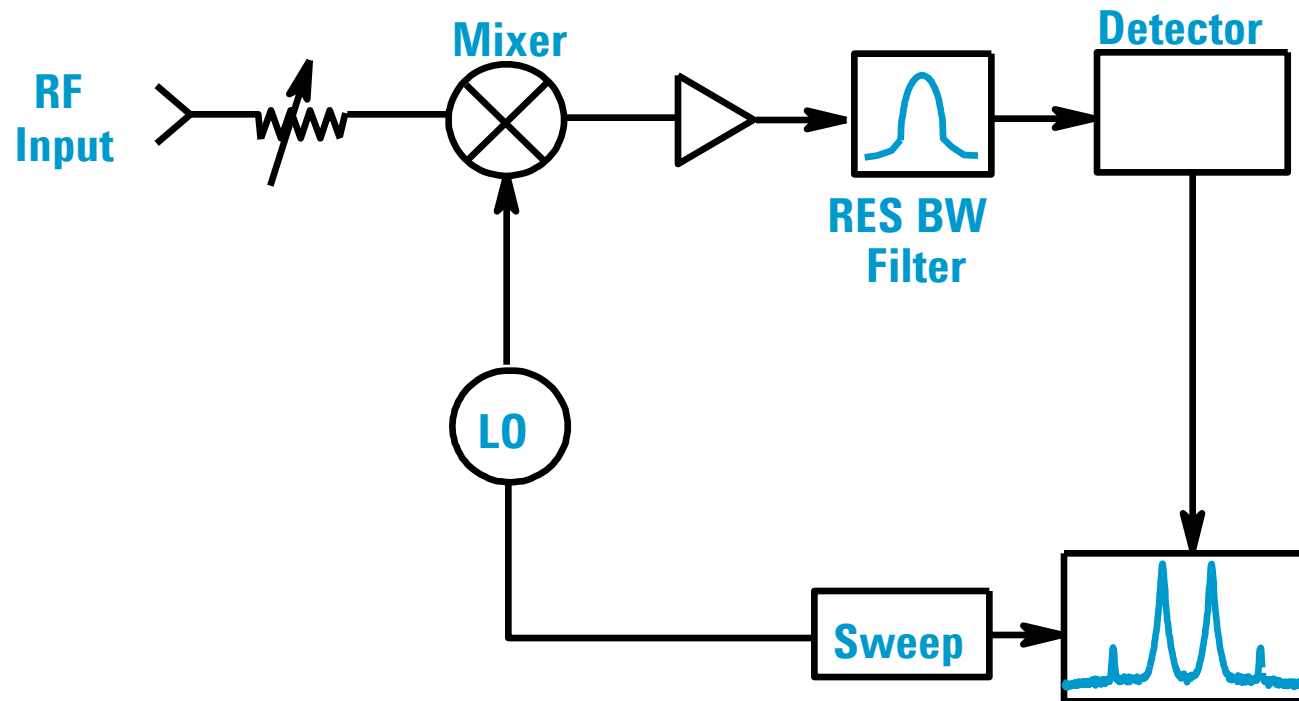 RF
Input
Mixer
Detector
RES BW
Filter
LO
Sweep